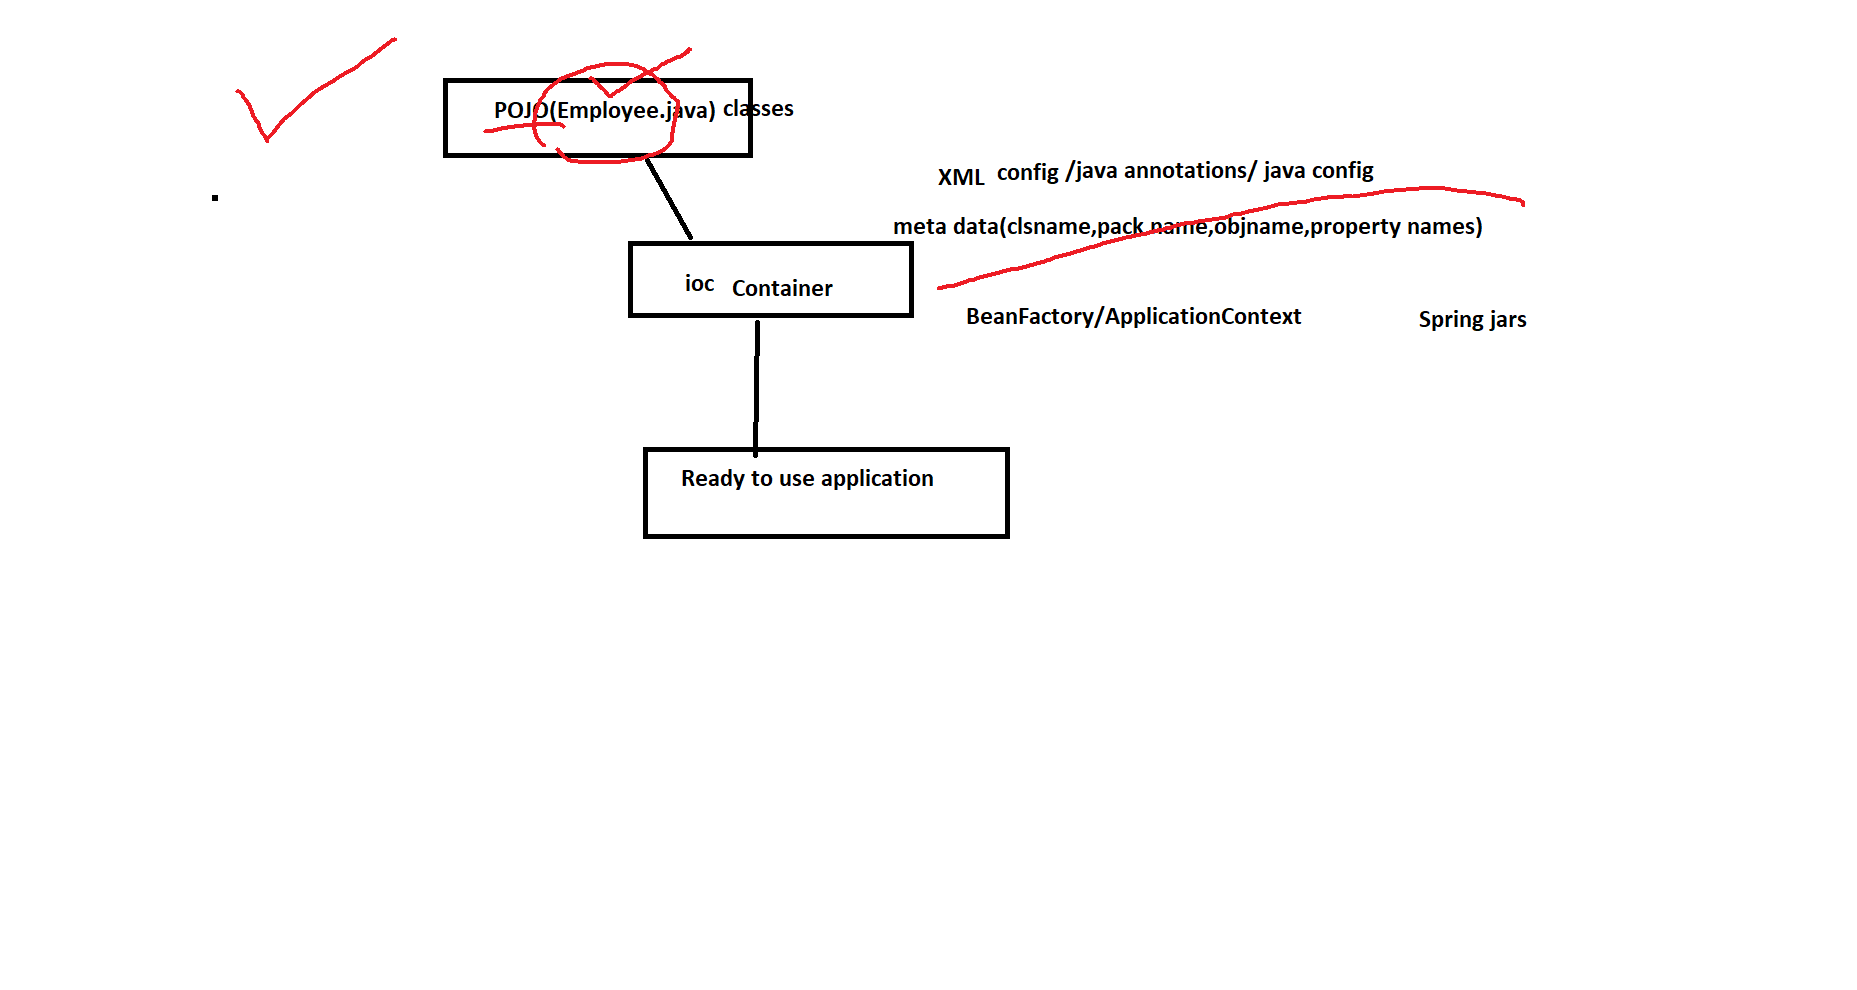 POJO(Employee.java) classes
XML config /java annotations/ java config
meta data(clsname,pack name,objname,property names)
ioc Container
BeanFactory/ApplicationContext Spring jars
Ready to use application